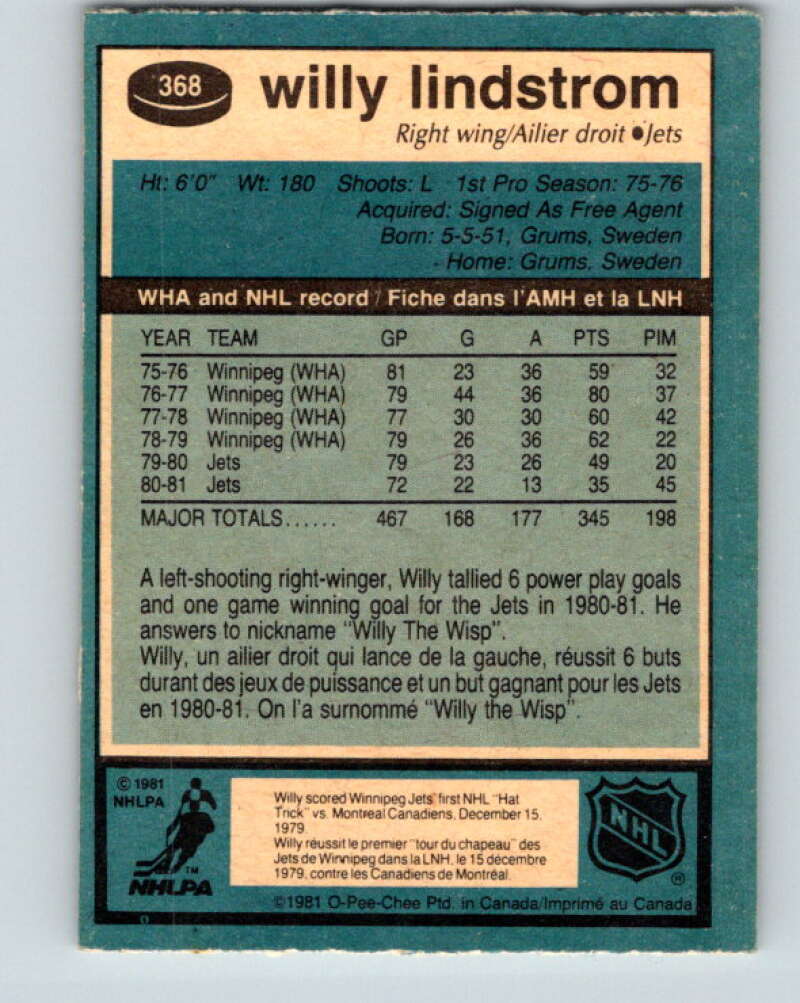 368
willy lindstrom
Right wing/Ailier droit ●Jets
Ht: 6'0" Wt: 180 Shoots: L 1st Pro Season: 75-76
Acquired: Signed As Free Agent
Born: 5-5-51, Grums, Sweden
Home: Grums, Sweden
WHA and NHL record / Fiche dans l'AMH et la LNH
YEAR TEAM GP G A PTS PIM
75-76 Winnipeg (WHA) 81 23 36 59 32
76-77 Winnipeg (WHA) 79 44 36 80 37
77-78 Winnipeg (WHA) 77 30 30 60 42
78-79 Winnipeg (WHA) 79 26 36 62 22
79-80 Jets 79 23 26 49 20
80-81 Jets 72 22 13 35 45
MAJOR TOTALS...... 467 168 177 345 198
A left-shooting right-winger, Willy tallied 6 power play goals
and one game winning goal for the Jets in 1980-81. He
answers to nickname "Willy The Wisp".
Willy, un ailier droit qui lance de la gauche, réussit 6 buts
durant des jeux de puissance et un but gagnant pour les Jets
en 1980-81. On l'a surnommé "Willy the Wisp".
© 1981
NHLPA
TM
NHLPA
Willy scored Winnipeg Jets' first NHL "Hat
Trick" vs. Montreal Canadiens, December 15,
1979.
Willy réussit le premier "tour du chapeau" des
Jets de Winnipeg dans la LNH, le 15 décembre
1979, contre les Canadiens de Montréal.
NHL
®
©1981 O-Pee-Chee Ptd. in Canada/Imprimé au Canada